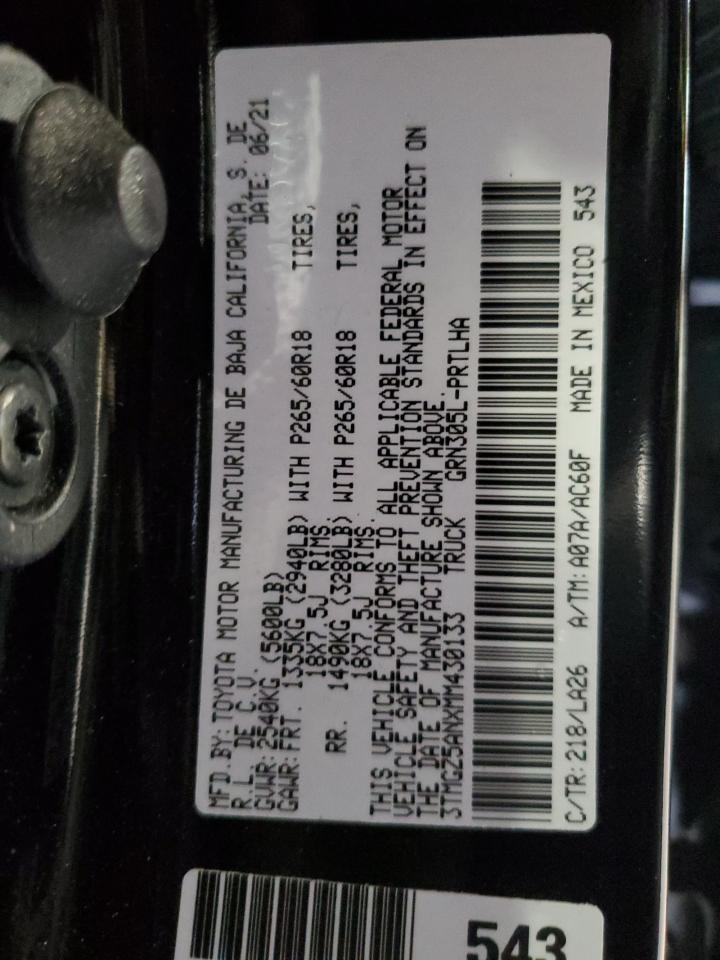 MFD.BY: TOYOTA MOTOR MANUFACTURING DE BAJA CALIFORNIA, S. DE
R.L. DE C.V. DATE: 06/21
GVWR: 2540KG (5600LB)
GAWR: FRT. 1335KG (2940LB) WITH P265/60R18 TIRES,
18X7.5J RIMS.
RR. 1490KG (3280LB) WITH P265/60R18 TIRES,
18X7.5J RIMS.
THIS VEHICLE CONFORMS TO ALL APPLICABLE FEDERAL MOTOR
VEHICLE SAFETY AND THEFT PREVENTION STANDARDS IN EFFECT ON
THE DATE OF MANUFACTURE SHOWN ABOVE.
3TMGZ5ANXMM430133 TRUCK GRN305L-PRTLHA
C/TR: 218/LA26 A/TM: A07A/AC60F MADE IN MEXICO 543
543